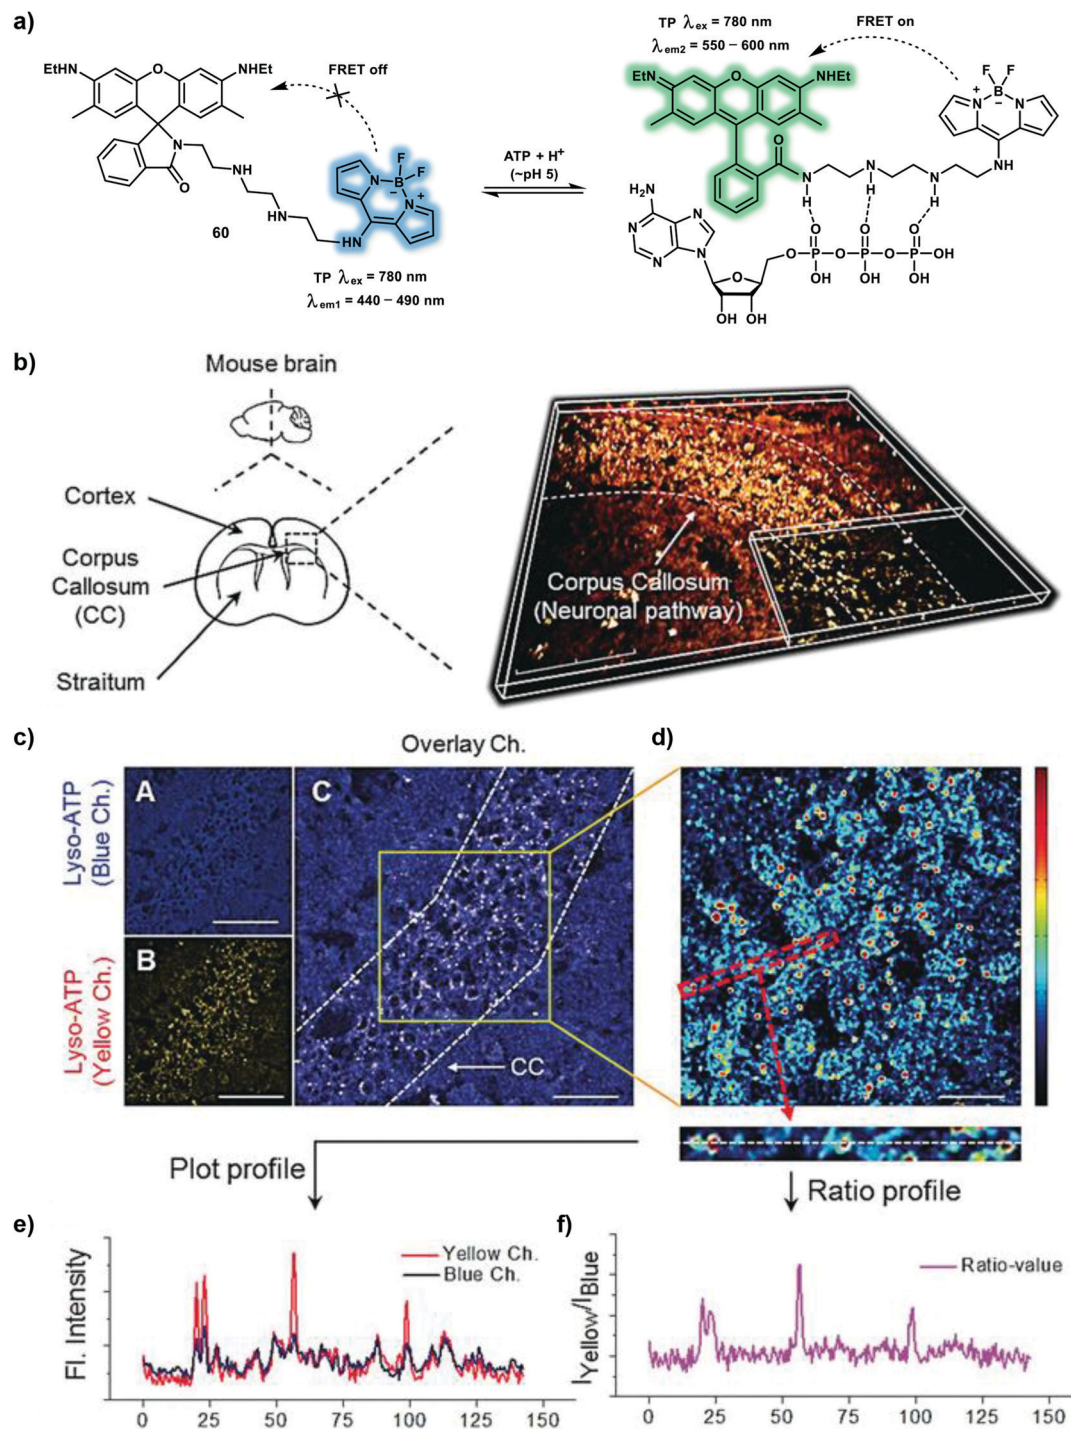 a)
TP λex = 780 nm
λem2 = 550 – 600 nm
FRET on
EtHN
O
NHEt
FRET off
EtN
O
NHEt
F F
N + B N
−
O
N
O
NH
NH
HN
F
F
N B N
− +
60
TP λex = 780 nm
λem1 = 440 – 490 nm
ATP + H+
(~pH 5)
O
N
H
N
H
N
H
NH
H2N
N
N
N
N
O
O
O
O
O P O P O P OH
OH OH OH
OH OH
b)
Mouse brain
Cortex
Corpus
Callosum
(CC)
Straitum
Corpus Callosum
(Neuronal pathway)
c)
Overlay Ch.
d)
Lyso-ATP
(Blue Ch.)
A
C
Lyso-ATP
(Yellow Ch.)
B
CC
Plot profile
Ratio profile
e)
Fl. Intensity
Yellow Ch.
Blue Ch.
0 25 50 75 100 125 150
f)
IYellow/IBlue
Ratio-value
0 25 50 75 100 125 150